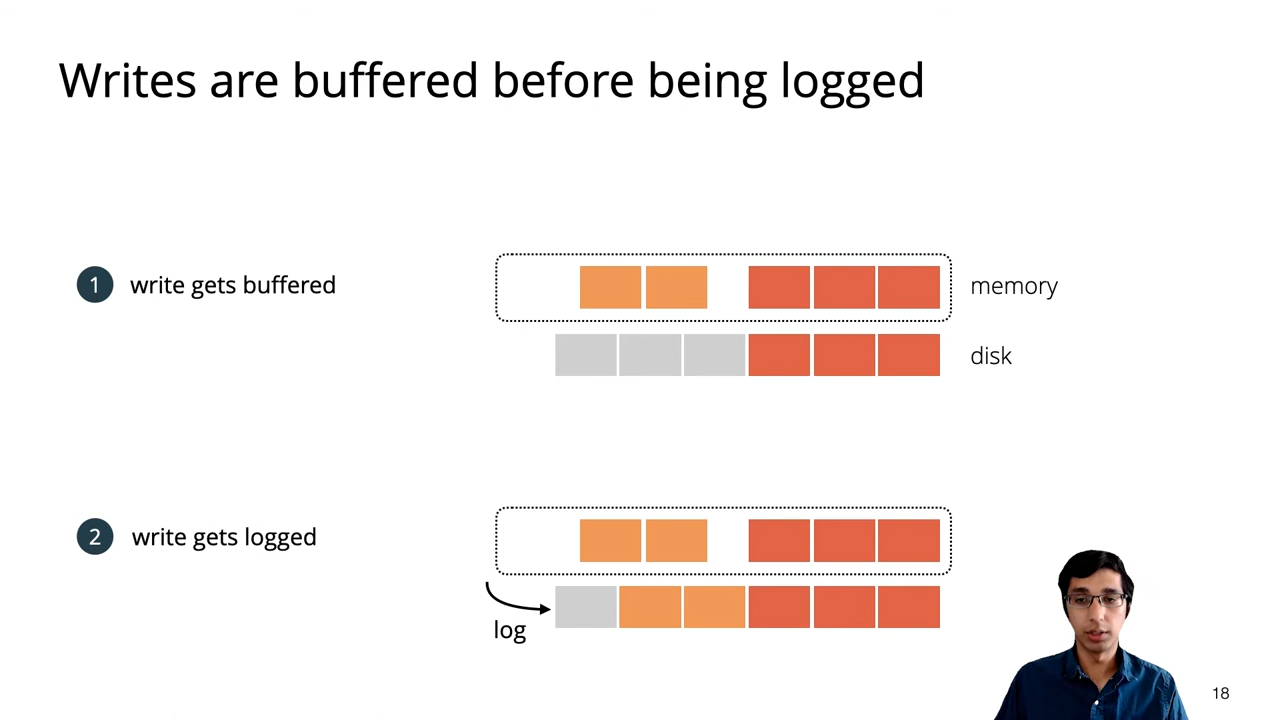 Writes are buffered before being logged
1 write gets buffered
memory
disk
2 write gets logged
log
18